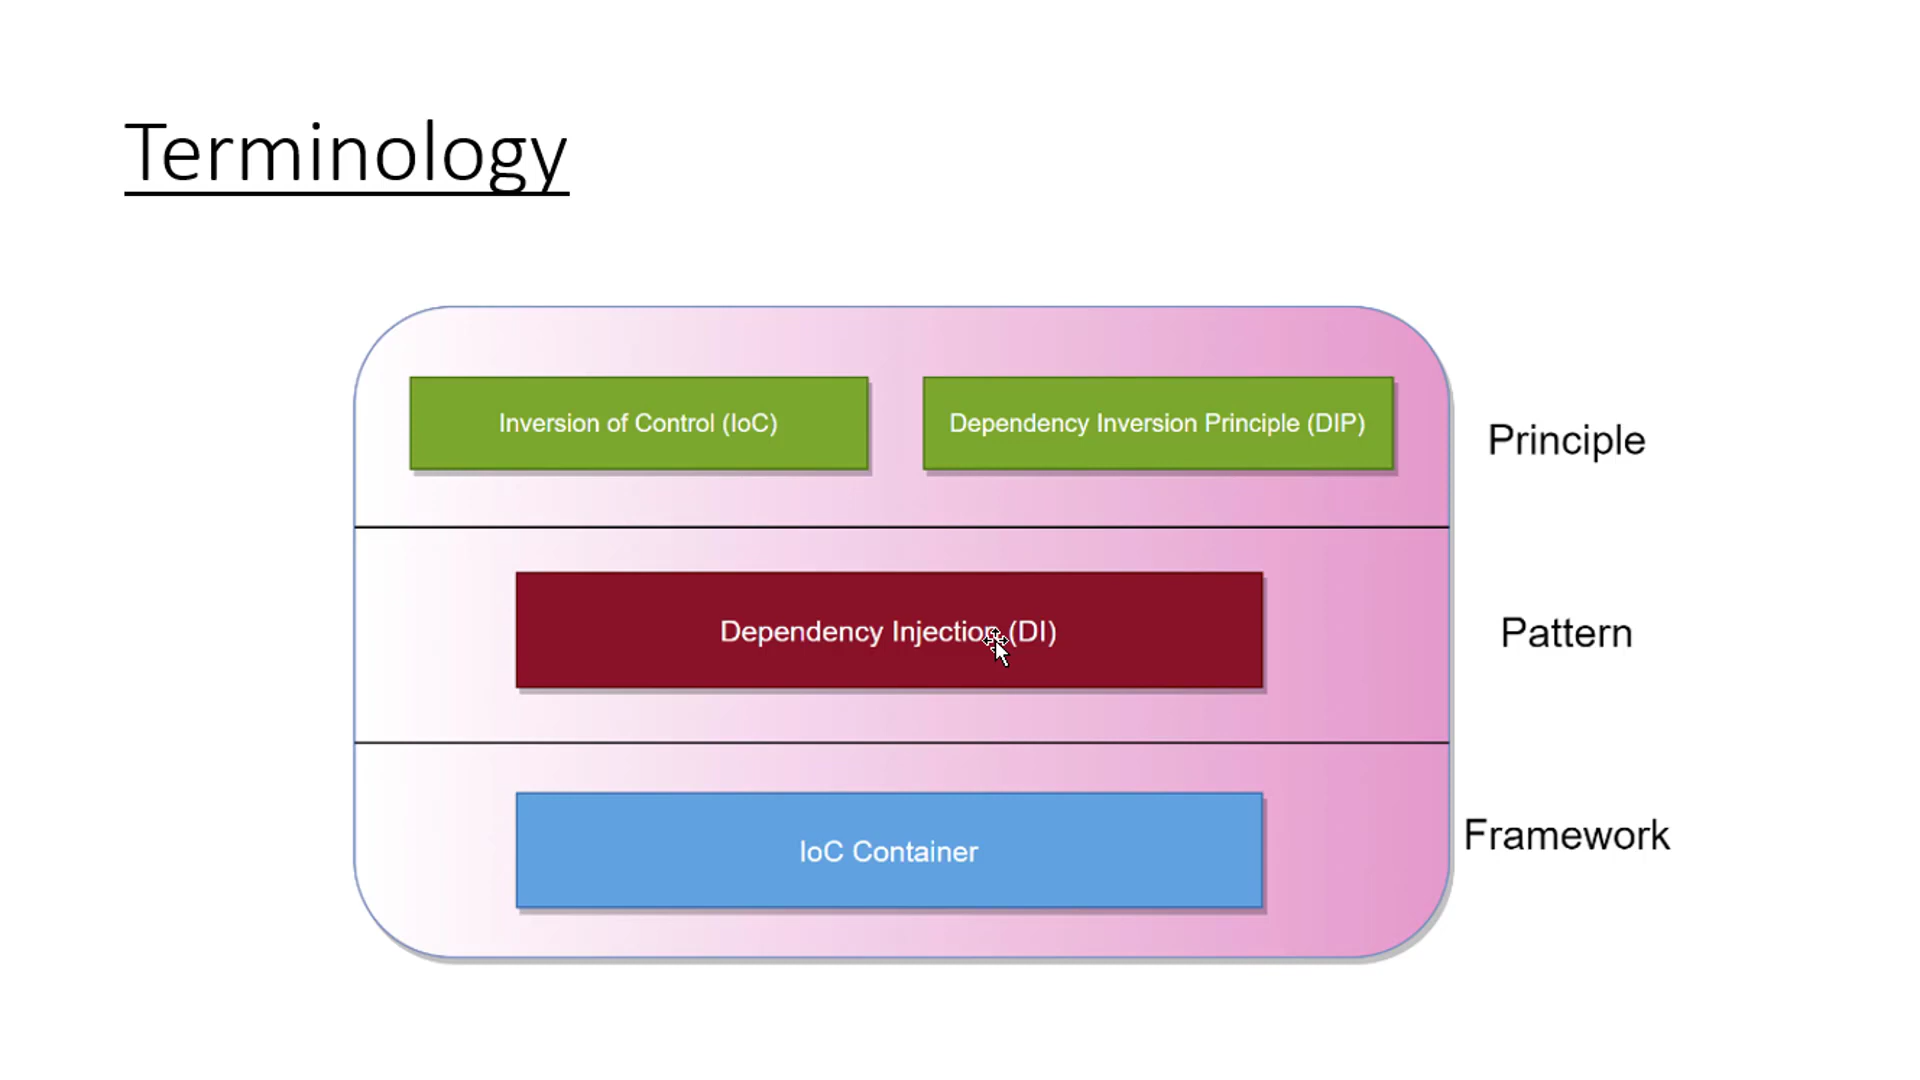 Terminology
Inversion of Control (IoC)
Dependency Inversion Principle (DIP)
Principle
Dependency Injection (DI)
Pattern
IoC Container
Framework